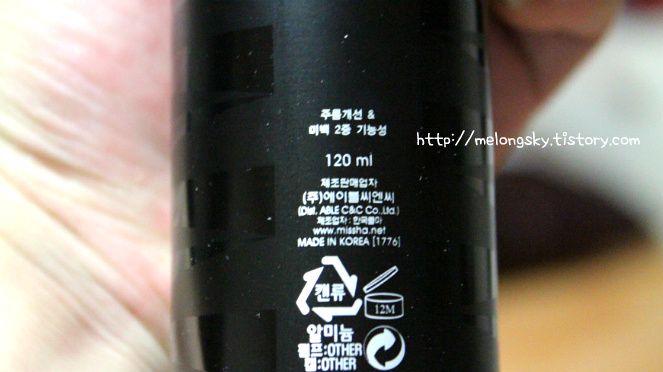 주름개선 &
미백 2중 기능성
http://melongsky.tistory.com
120 ml
제조판매업자
(주)에이블씨엔씨
(Dist. ABLE C&C Co.,Ltd.)
제조업자 : 한국콜마
www.missha.net
MADE IN KOREA [1776]
캔류
12M
알미늄
펌프:OTHER
캡:OTHER